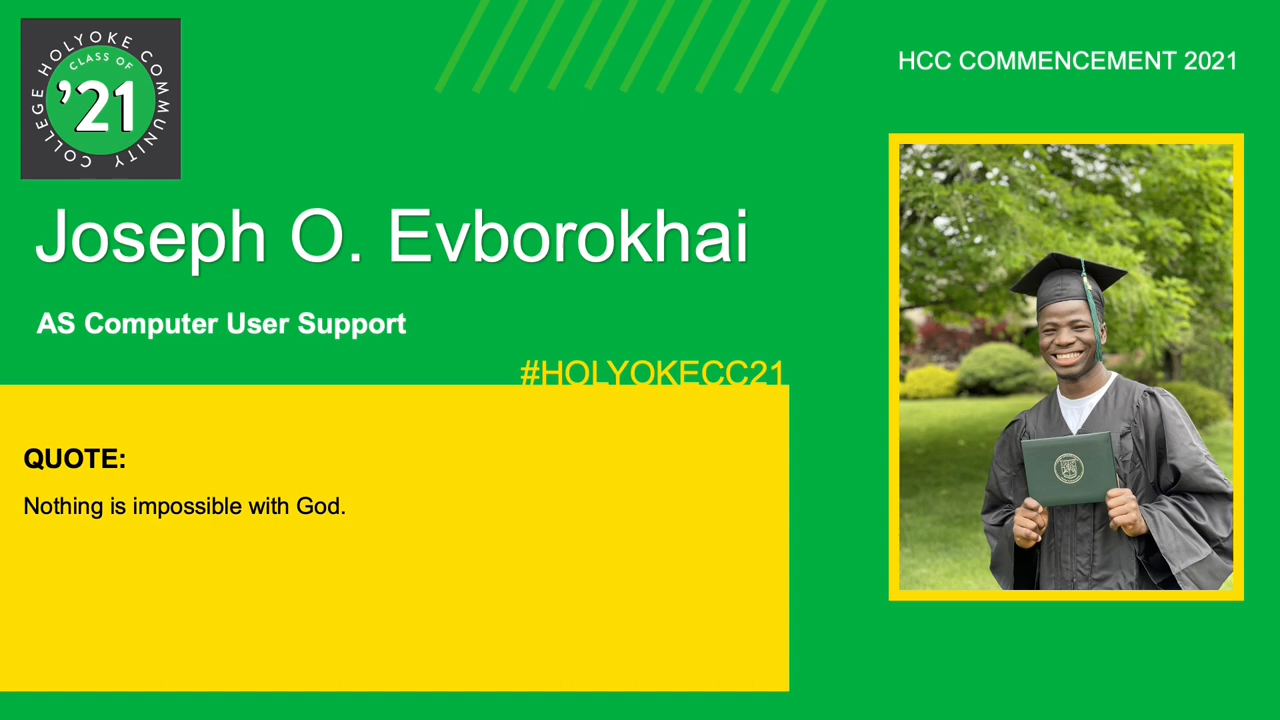 HOLYOKE COMMUNITY COLLEGE
CLASS OF
’21
HCC COMMENCEMENT 2021
Joseph O. Evborokhai
AS Computer User Support
#HOLYOKECC21
QUOTE:
Nothing is impossible with God.